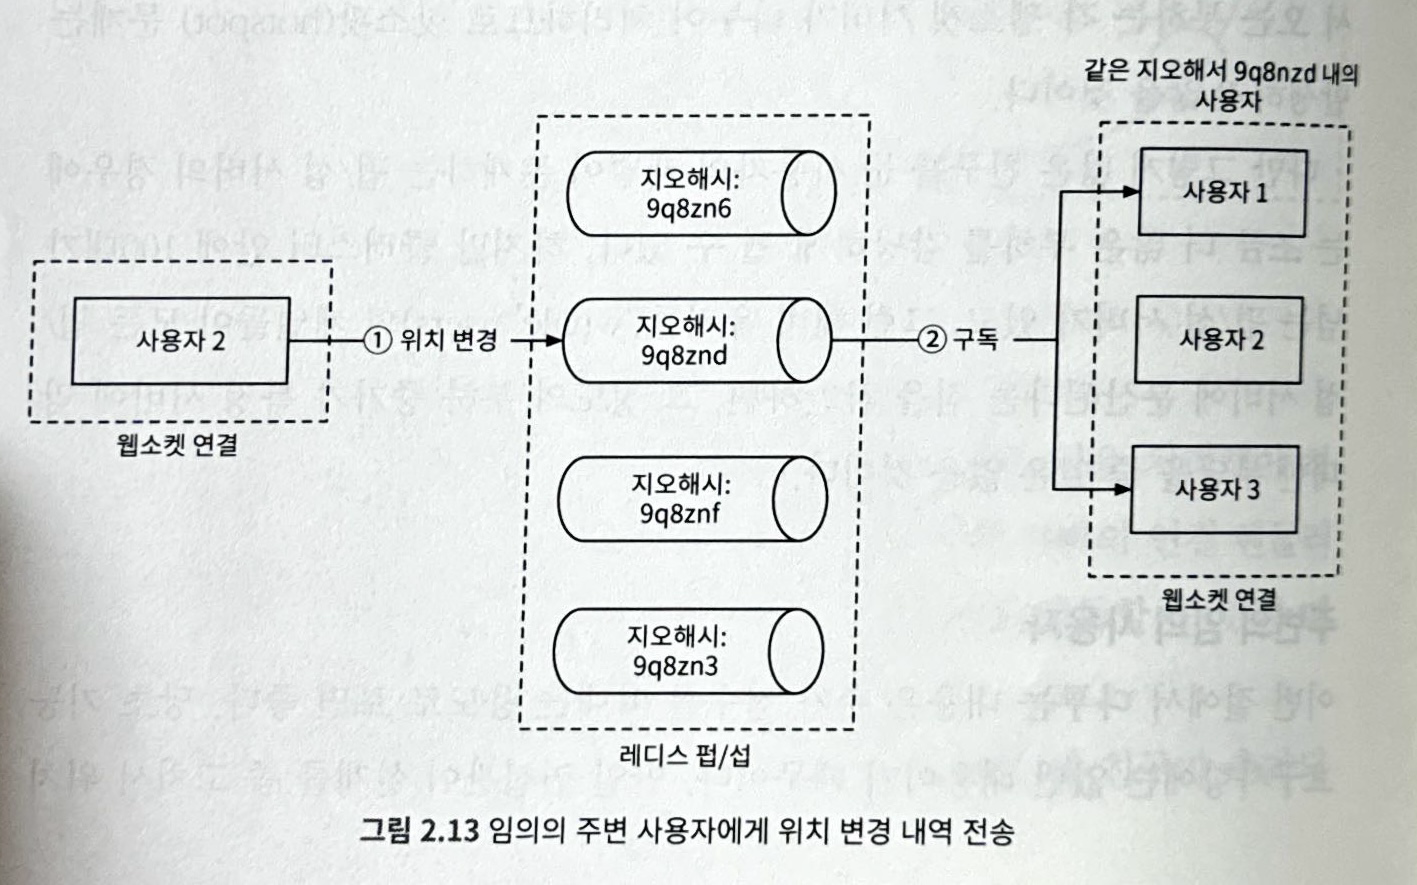 같은 지오해서 9q8nzd 내의
사용자
지오해시:
9q8zn6
사용자 1
사용자 2
① 위치 변경
지오해시:
9q8znd
② 구독
사용자 2
웹소켓 연결
지오해시:
9q8znf
사용자 3
웹소켓 연결
지오해시:
9q8zn3
레디스 펍/섭
그림 2.13 임의의 주변 사용자에게 위치 변경 내역 전송